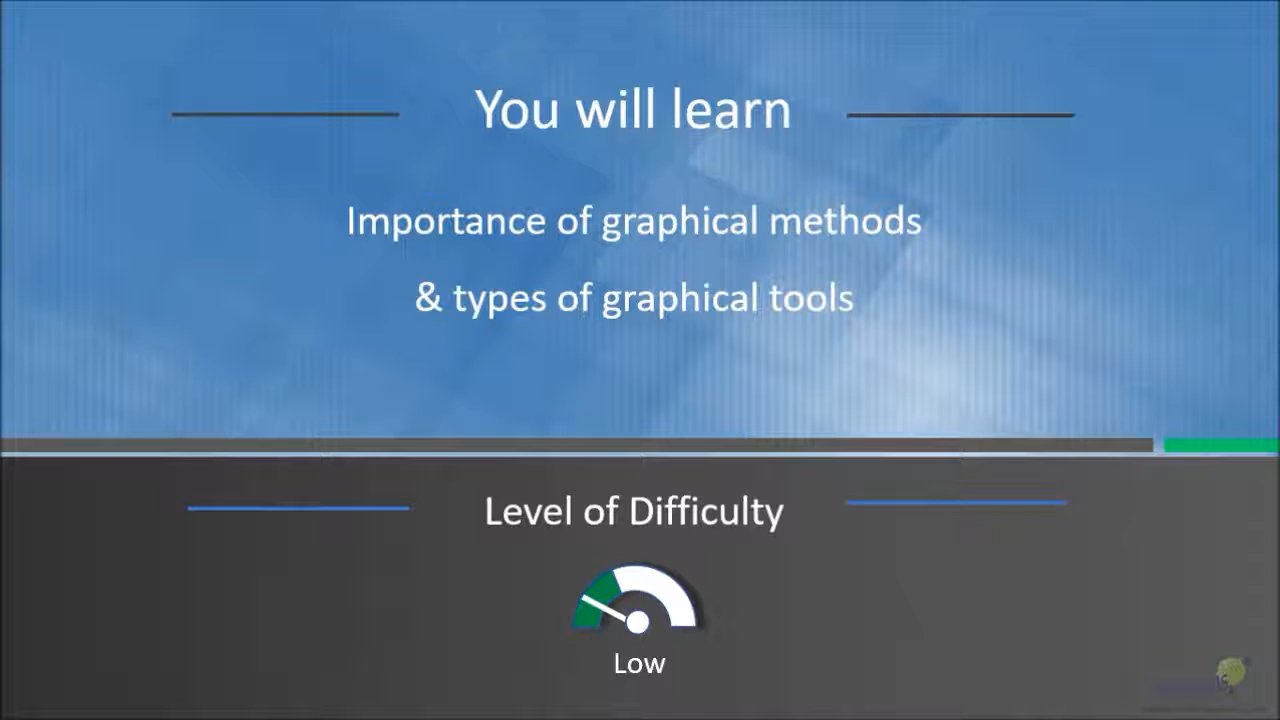 You will learn
Importance of graphical methods
& types of graphical tools
Level of Difficulty
Low